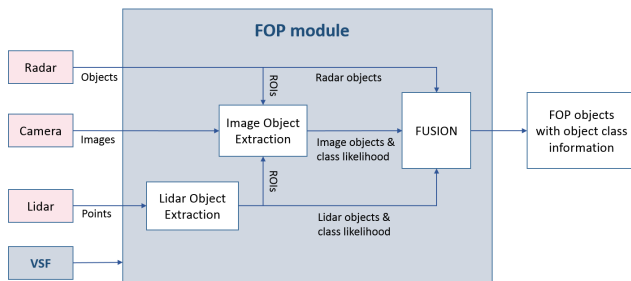 FOP module
Radar
Objects
ROIs
Radar objects
Camera
Images
Image Object
Extraction
Image objects &
class likelihood
FUSION
FOP objects
with object class
information
ROIs
Lidar
Points
Lidar Object
Extraction
Lidar objects &
class likelihood
VSF